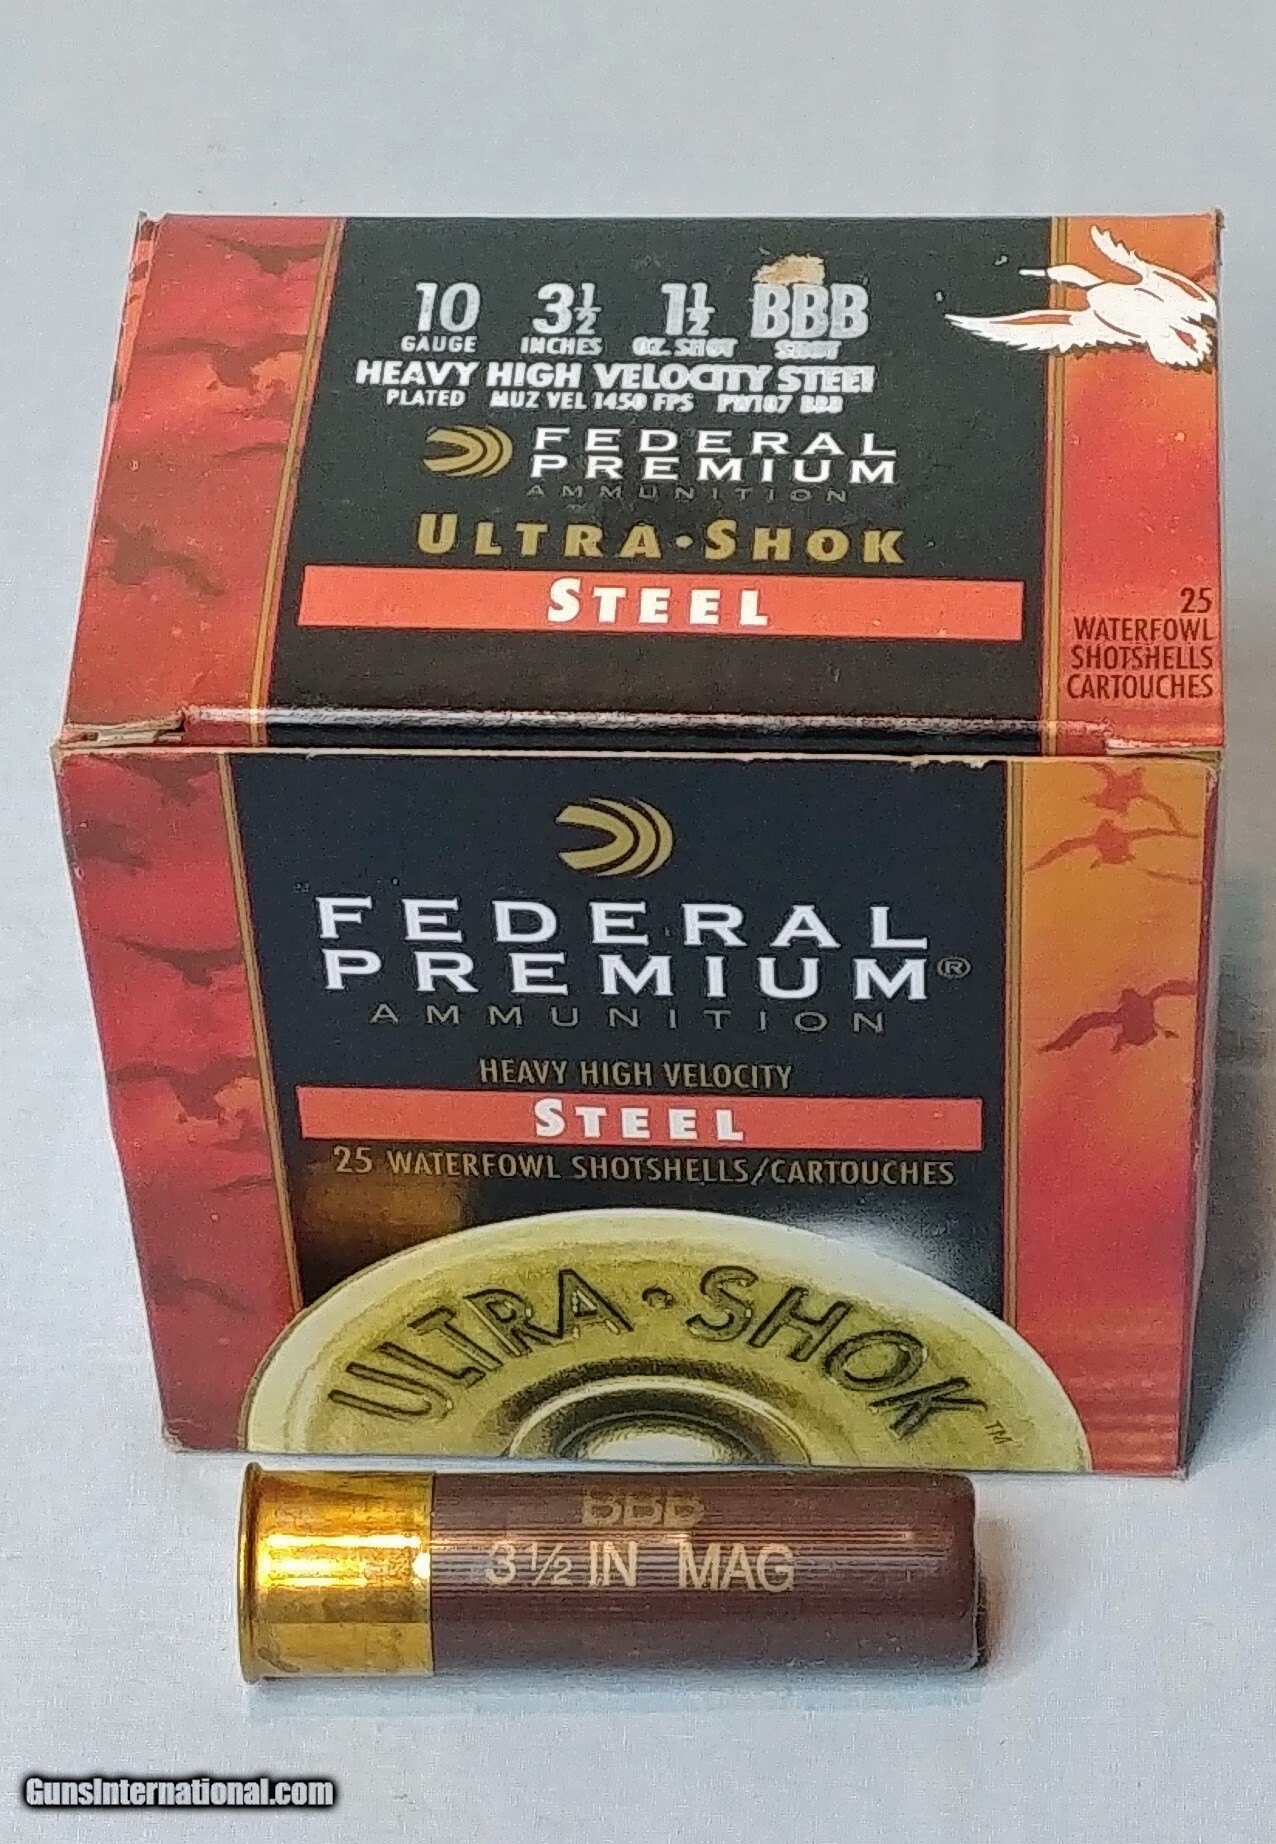 10 3½ 1½ BBB
GAUGE INCHES OZ. SHOT SHOT
HEAVY HIGH VELOCITY STEEL
PLATED MUZ VEL 1450 FPS PW107 BBB
FEDERAL
PREMIUM
AMMUNITION
ULTRA·SHOK
STEEL
25
WATERFOWL
SHOTSHELLS
CARTOUCHES
FEDERAL
PREMIUM®
AMMUNITION
HEAVY HIGH VELOCITY
STEEL
25 WATERFOWL SHOTSHELLS/CARTOUCHES
ULTRA·SHOK™
BBB
3 ½ IN MAG
GunsInternational.com